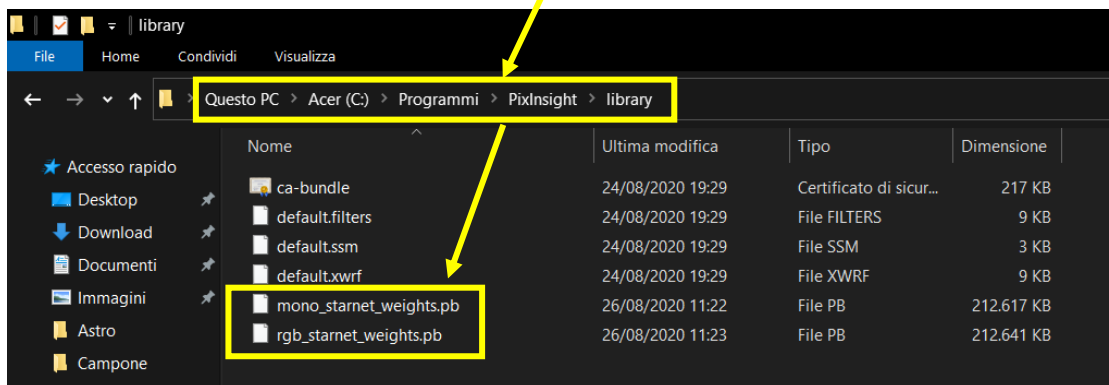 library
File Home Condividi Visualizza
Questo PC > Acer (C:) > Programmi > PixInsight > library
Nome Ultima modifica Tipo Dimensione
Accesso rapido
Desktop
Download
Documenti
Immagini
Astro
Campone
ca-bundle 24/08/2020 19:29 Certificato di sicur... 217 KB
default.filters 24/08/2020 19:29 File FILTERS 9 KB
default.ssm 24/08/2020 19:29 File SSM 3 KB
default.xwrf 24/08/2020 19:29 File XWRF 9 KB
mono_starnet_weights.pb 26/08/2020 11:22 File PB 212.617 KB
rgb_starnet_weights.pb 26/08/2020 11:23 File PB 212.641 KB